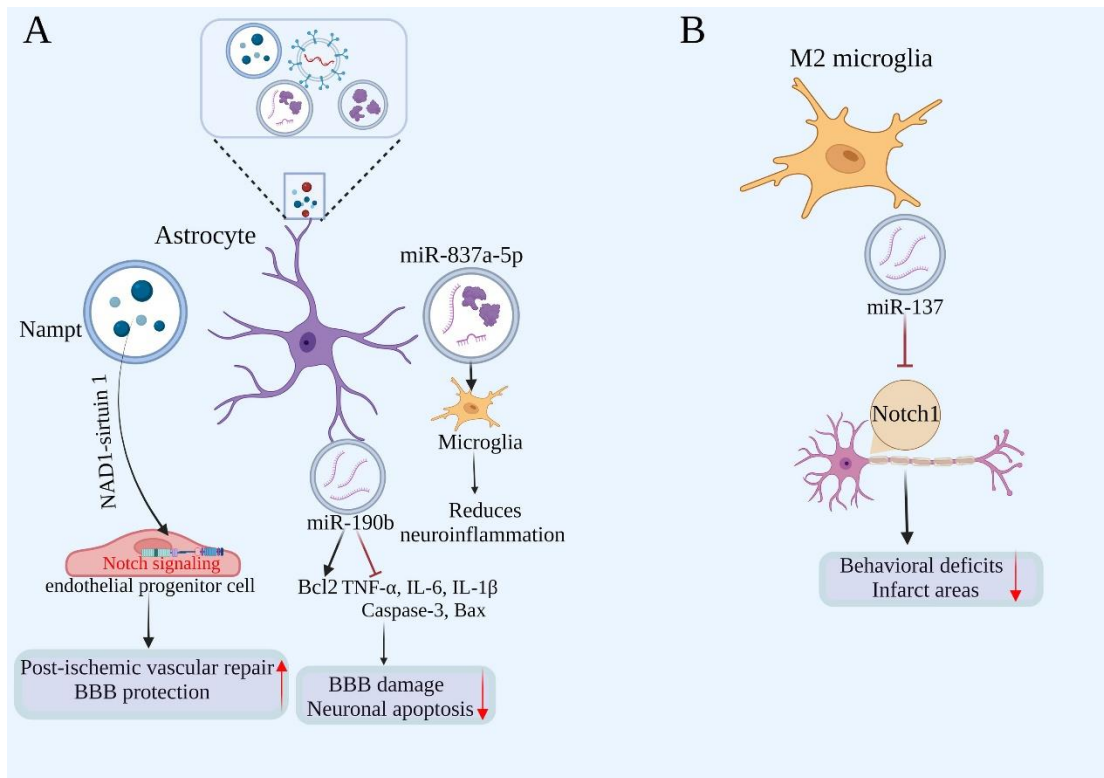 A
Astrocyte
Nampt
NAD1-sirtuin 1
Notch signaling
endothelial progenitor cell
Post-ischemic vascular repair
BBB protection
miR-190b
Bcl2
TNF-α, IL-6, IL-1β
Caspase-3, Bax
BBB damage
Neuronal apoptosis
miR-837a-5p
Microglia
Reduces
neuroinflammation
B
M2 microglia
miR-137
Notch1
Behavioral deficits
Infarct areas